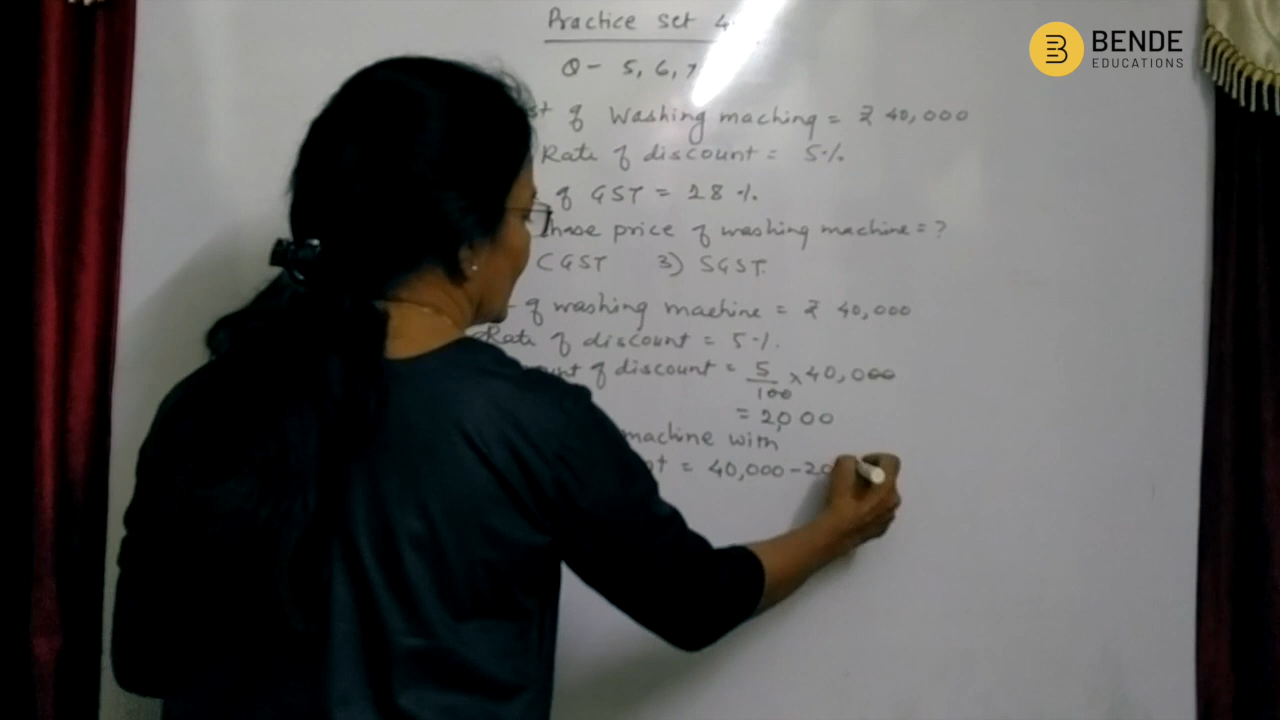 Practice set 4
BENDE
EDUCATIONS
Q - 5, 6, 7
of Washing maching = ₹ 40,000
Rate of discount = 5%
of GST = 28 %.
price of washing machine = ?
CGST 3) SGST.
of washing machine = ₹ 40,000
Rate of discount = 5%.
of discount = 5/100 x 40,000
= 2,000
machine with
= 40,000 - 20